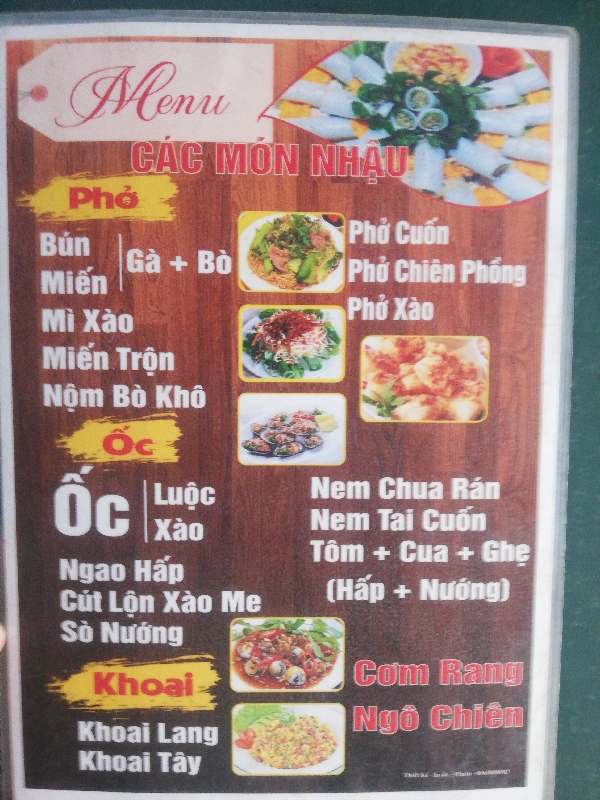 Menu
CÁC MÓN NHẬU
Phở
Bún
Miến
Gà + Bò
Mì Xào
Miến Trộn
Nộm Bò Khô
Phở Cuốn
Phở Chiên Phồng
Phở Xào
Ốc
Ốc
Luộc
Xào
Ngao Hấp
Cút Lộn Xào Me
Sò Nướng
Nem Chua Rán
Nem Tai Cuốn
Tôm + Cua + Ghẹ
(Hấp + Nướng)
Khoai
Khoai Lang
Khoai Tây
Cơm Rang
Ngô Chiên